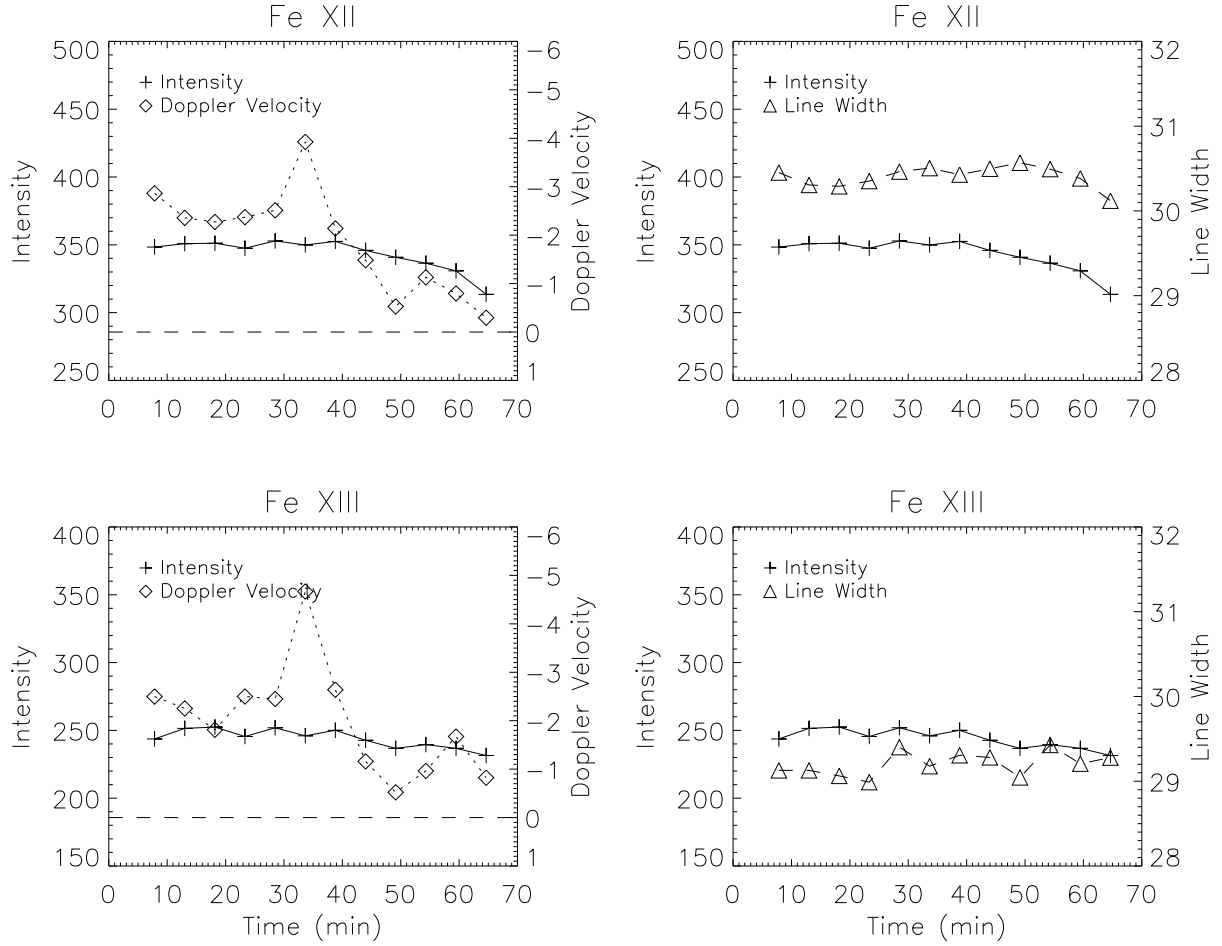 Fe XII
500
450
400
350
300
250
Intensity
Intensity
Doppler Velocity
−6
−5
−4
−3
−2
−1
0
1
Doppler Velocity
0 10 20 30 40 50 60 70
Fe XII
500
450
400
350
300
250
Intensity
Intensity
Line Width
32
31
30
29
28
Line Width
0 10 20 30 40 50 60 70
Fe XIII
400
350
300
250
200
150
Intensity
Intensity
Doppler Velocity
−6
−5
−4
−3
−2
−1
0
1
Doppler Velocity
0 10 20 30 40 50 60 70
Time (min)
Fe XIII
400
350
300
250
200
150
Intensity
Intensity
Line Width
32
31
30
29
28
Line Width
0 10 20 30 40 50 60 70
Time (min)